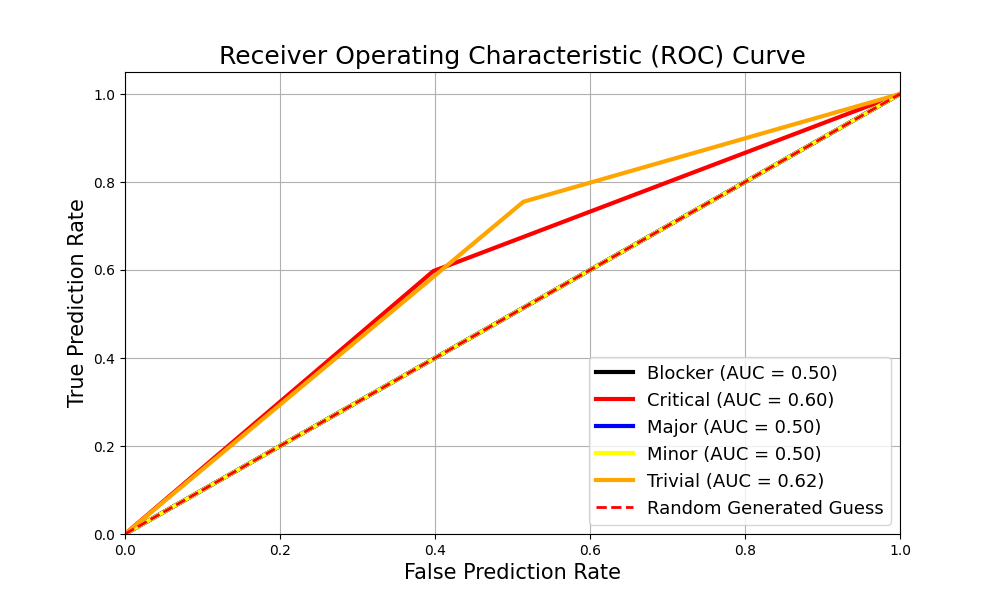 Receiver Operating Characteristic (ROC) Curve
True Prediction Rate
1.0
0.8
0.6
0.4
0.2
0.0
Blocker (AUC = 0.50)
Critical (AUC = 0.60)
Major (AUC = 0.50)
Minor (AUC = 0.50)
Trivial (AUC = 0.62)
Random Generated Guess
0.0 0.2 0.4 0.6 0.8 1.0
False Prediction Rate